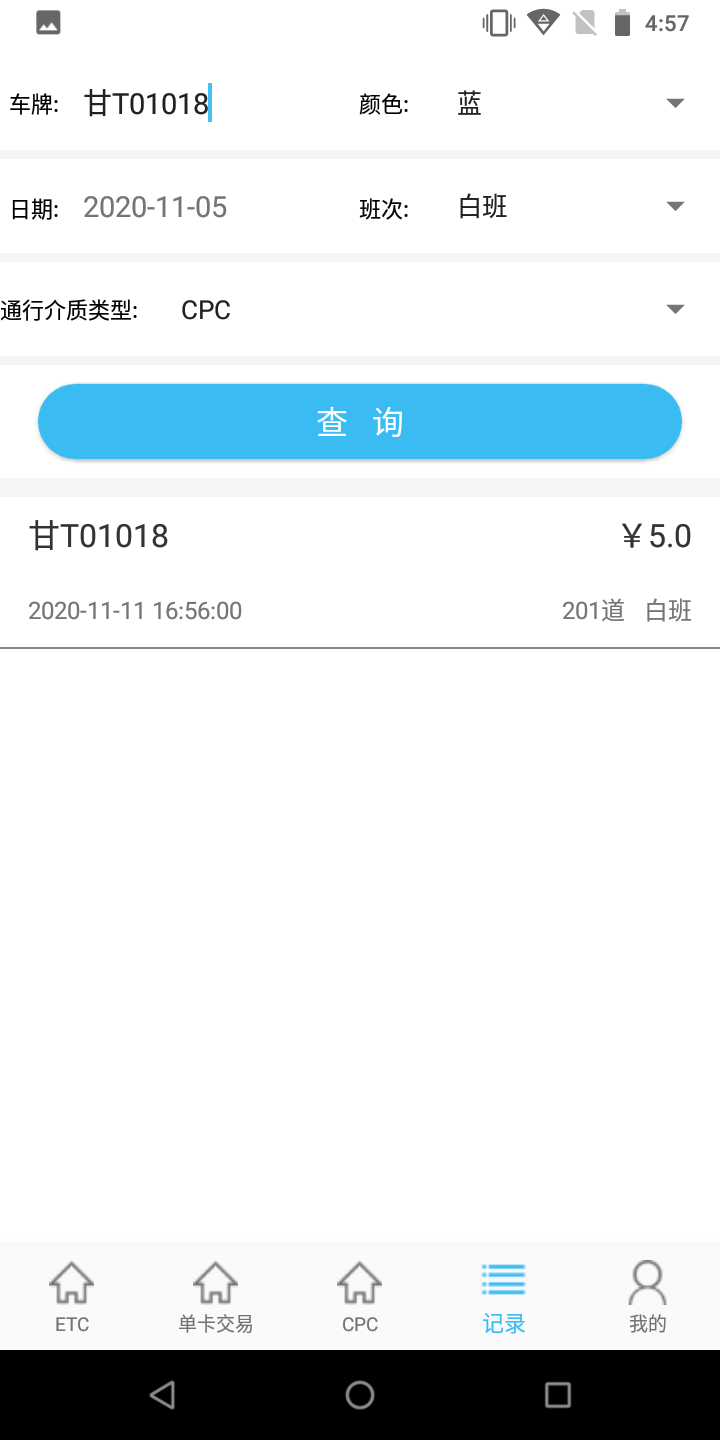 4:57
车牌: 甘T01018 颜色: 蓝
日期: 2020-11-05 班次: 白班
通行介质类型: CPC
查 询
甘T01018 ￥5.0
2020-11-11 16:56:00 201道 白班
ETC 单卡交易 CPC 记录 我的